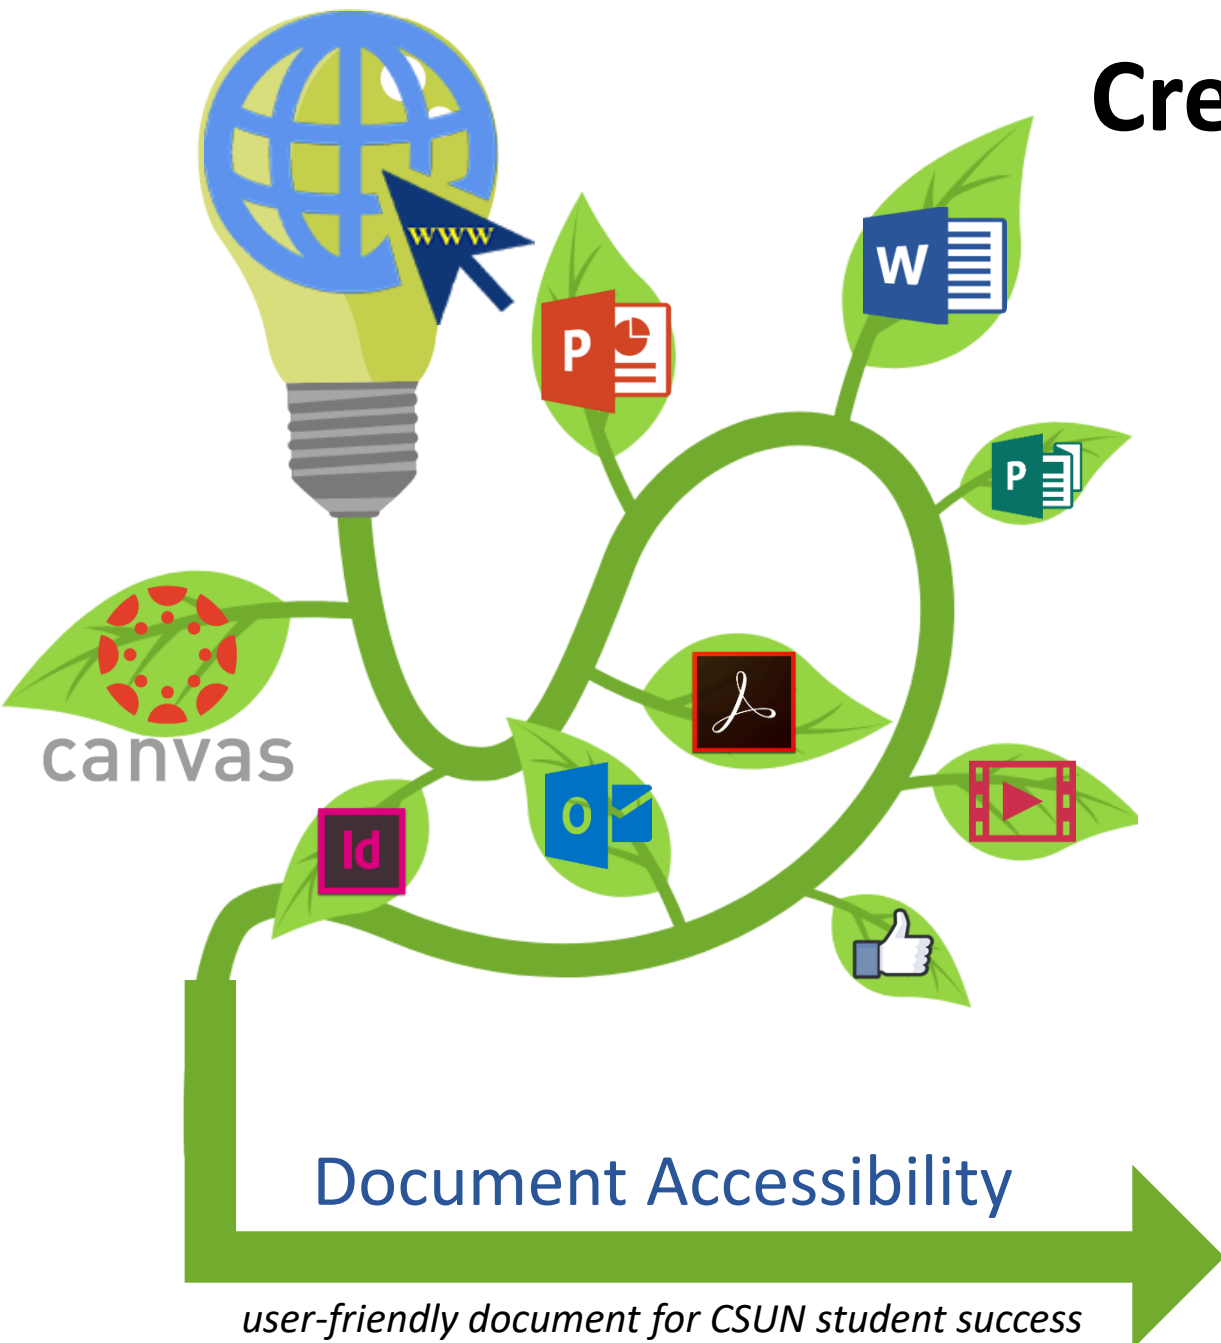 Cre
www
W
P
P
canvas
O
Id
Document Accessibility
user-friendly document for CSUN student success